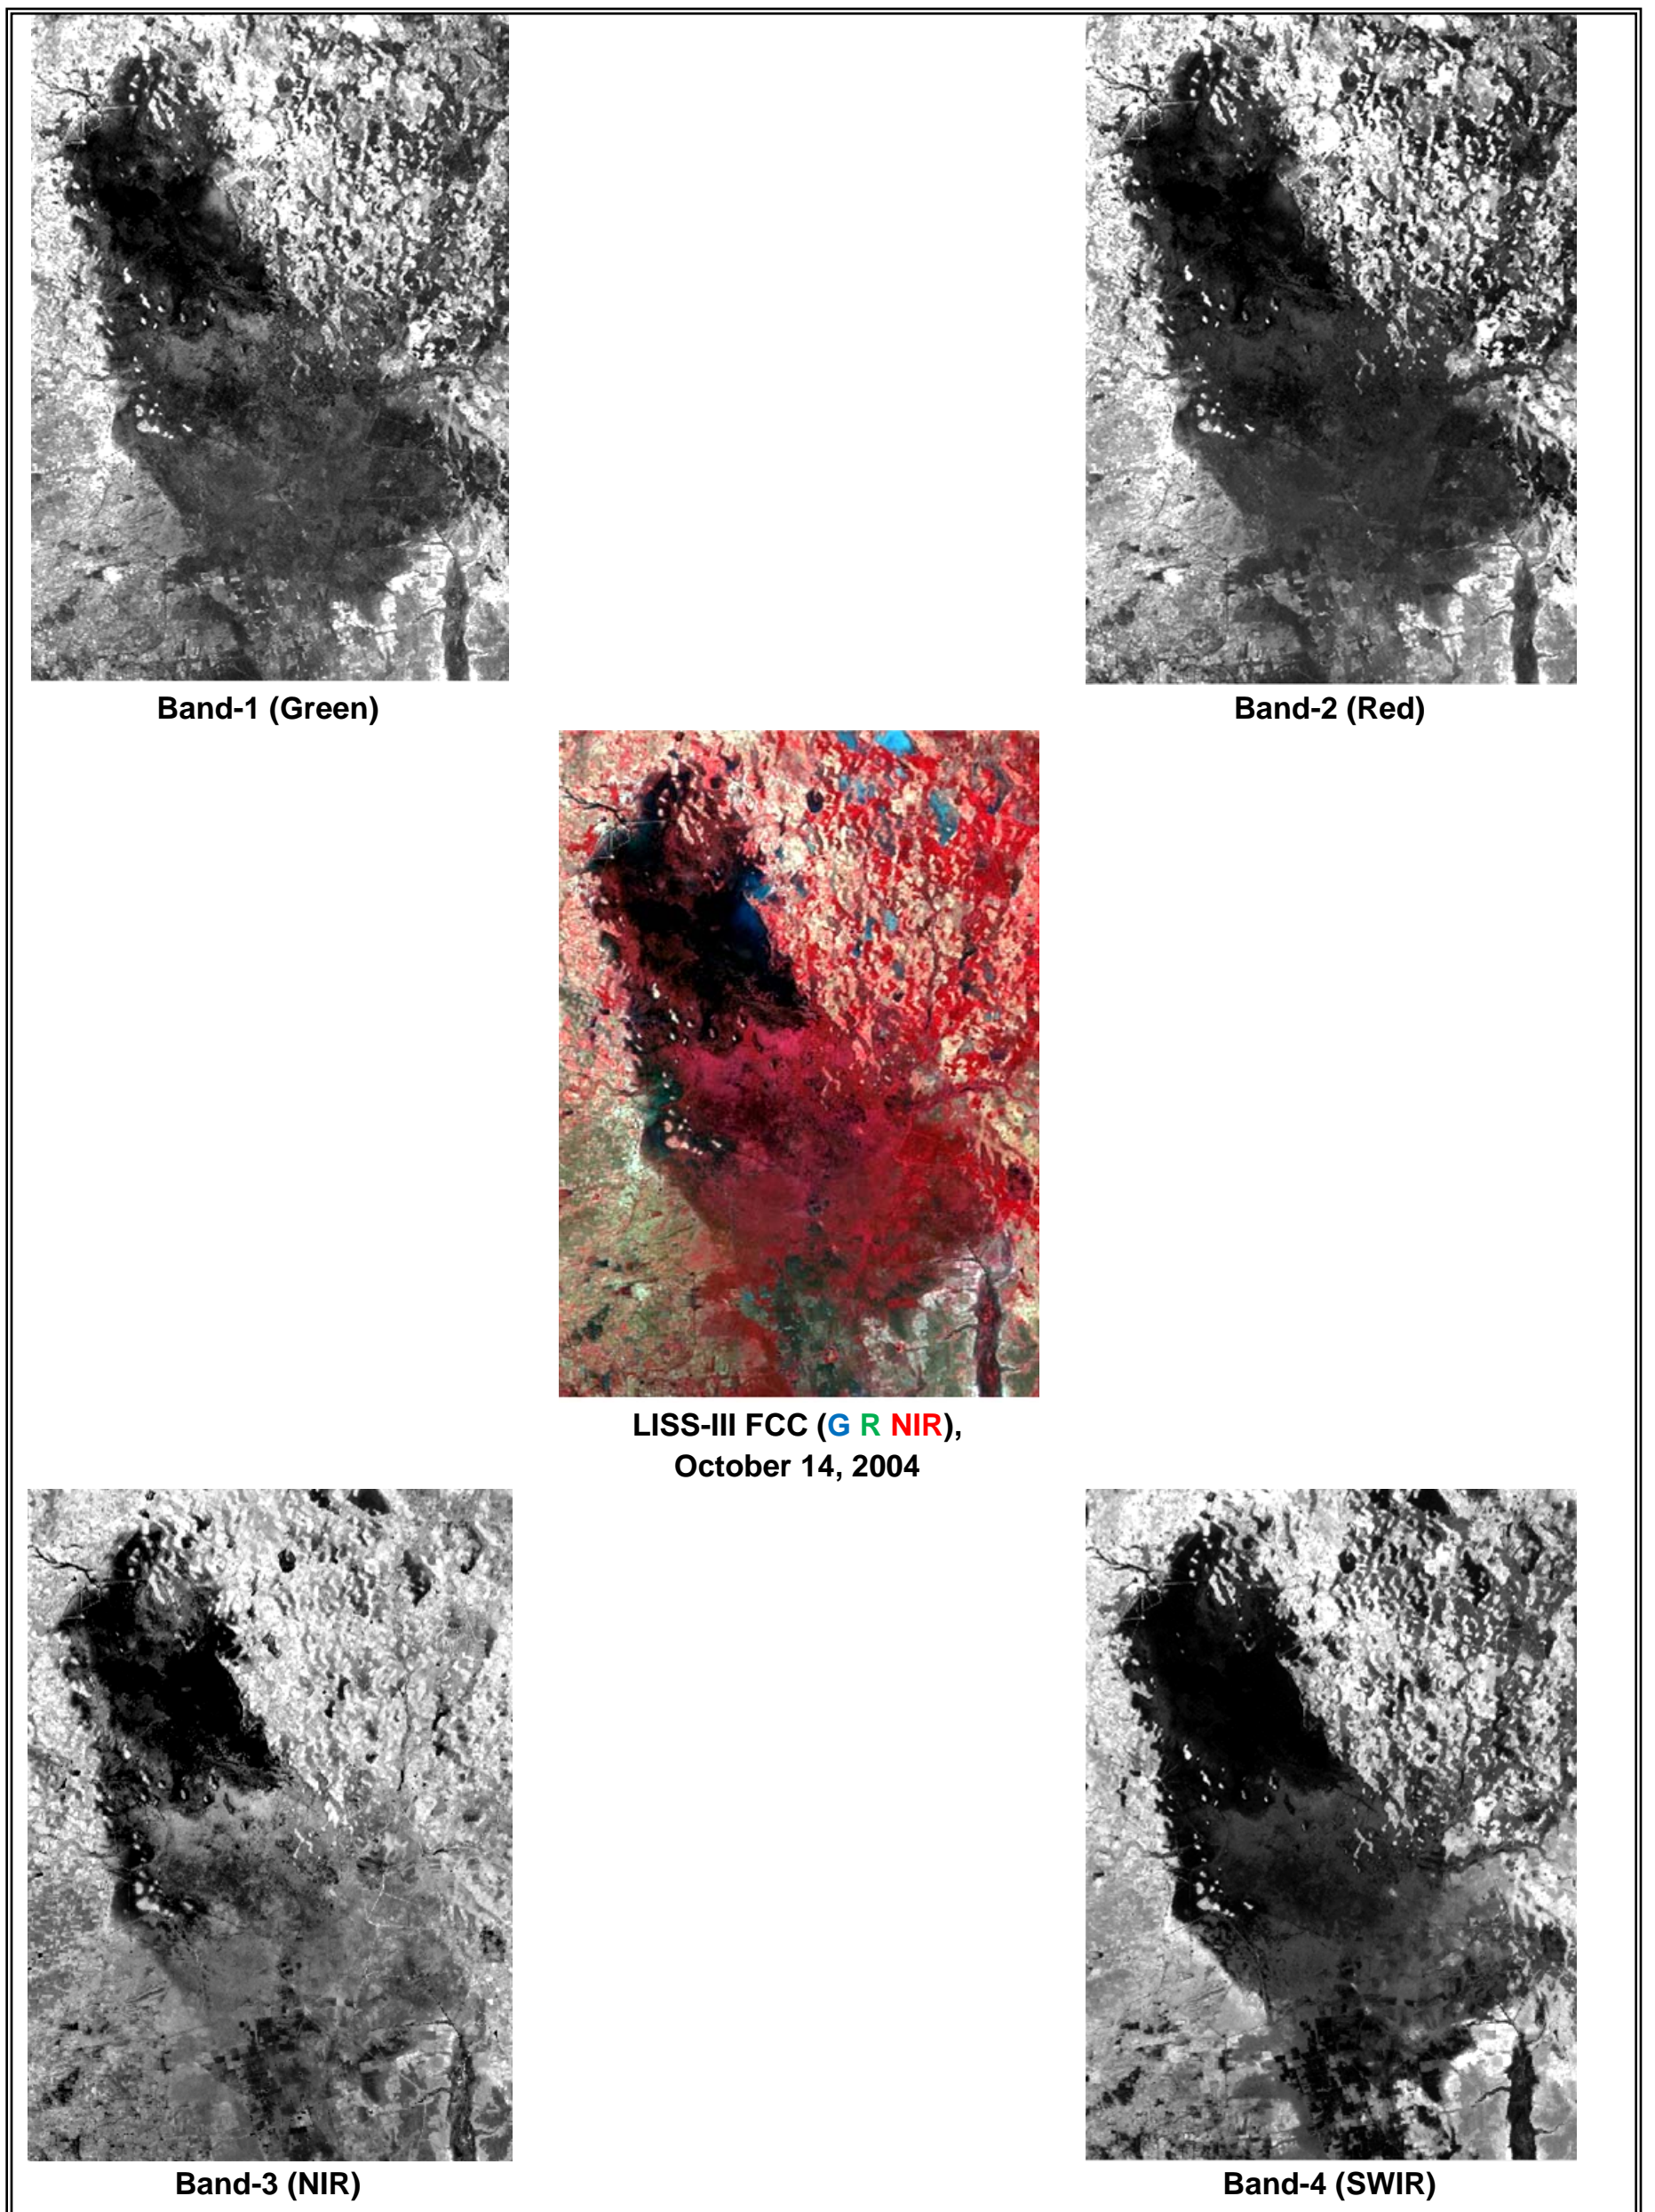 Band-1 (Green)
Band-2 (Red)
LISS-III FCC (G R NIR),
October 14, 2004
Band-3 (NIR)
Band-4 (SWIR)